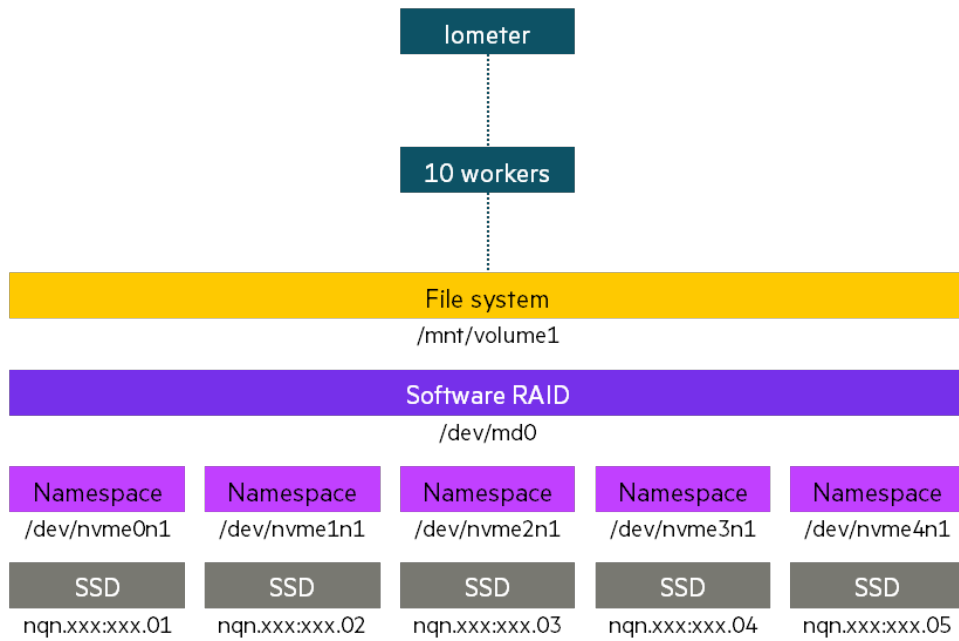 Iometer
10 workers
File system
/mnt/volume1
Software RAID
/dev/md0
Namespace Namespace Namespace Namespace Namespace
/dev/nvme0n1 /dev/nvme1n1 /dev/nvme2n1 /dev/nvme3n1 /dev/nvme4n1
SSD SSD SSD SSD SSD
nqn.xxx:xxx.01 nqn.xxx:xxx.02 nqn.xxx:xxx.03 nqn.xxx:xxx.04 nqn.xxx:xxx.05